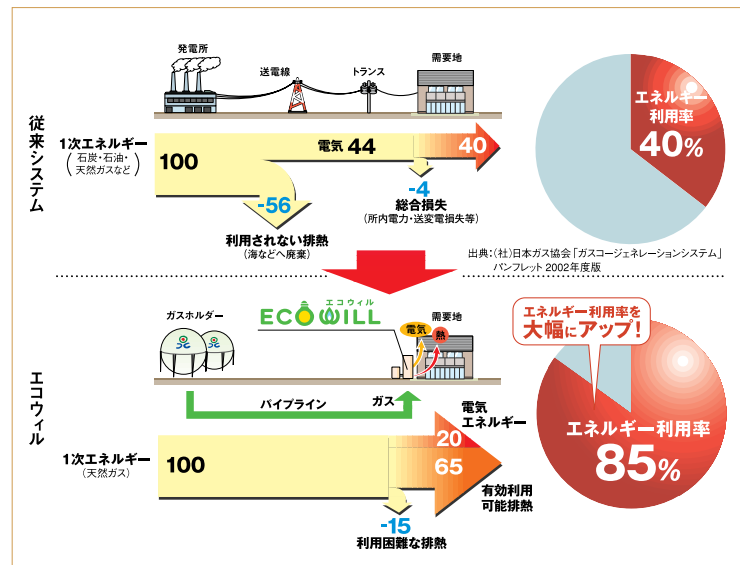 従来システム
発電所
送電線
トランス
需要地
1次エネルギー
(石炭・石油・
天然ガスなど)
100
電気 44
40
-4
総合損失
(所内電力・送変電損失等)
-56
利用されない排熱
(海などへ廃棄)
エネルギー
利用率
40%
出典:(社)日本ガス協会「ガスコージェネレーションシステム」
パンフレット 2002年度版
エコウィル
ガスホルダー
エコウィル
ECOWILL
需要地
電気
熱
パイプライン
ガス
1次エネルギー
(天然ガス)
100
電気
エネルギー
20
65
有効利用
可能排熱
-15
利用困難な排熱
エネルギー利用率を
大幅にアップ!
エネルギー利用率
85%